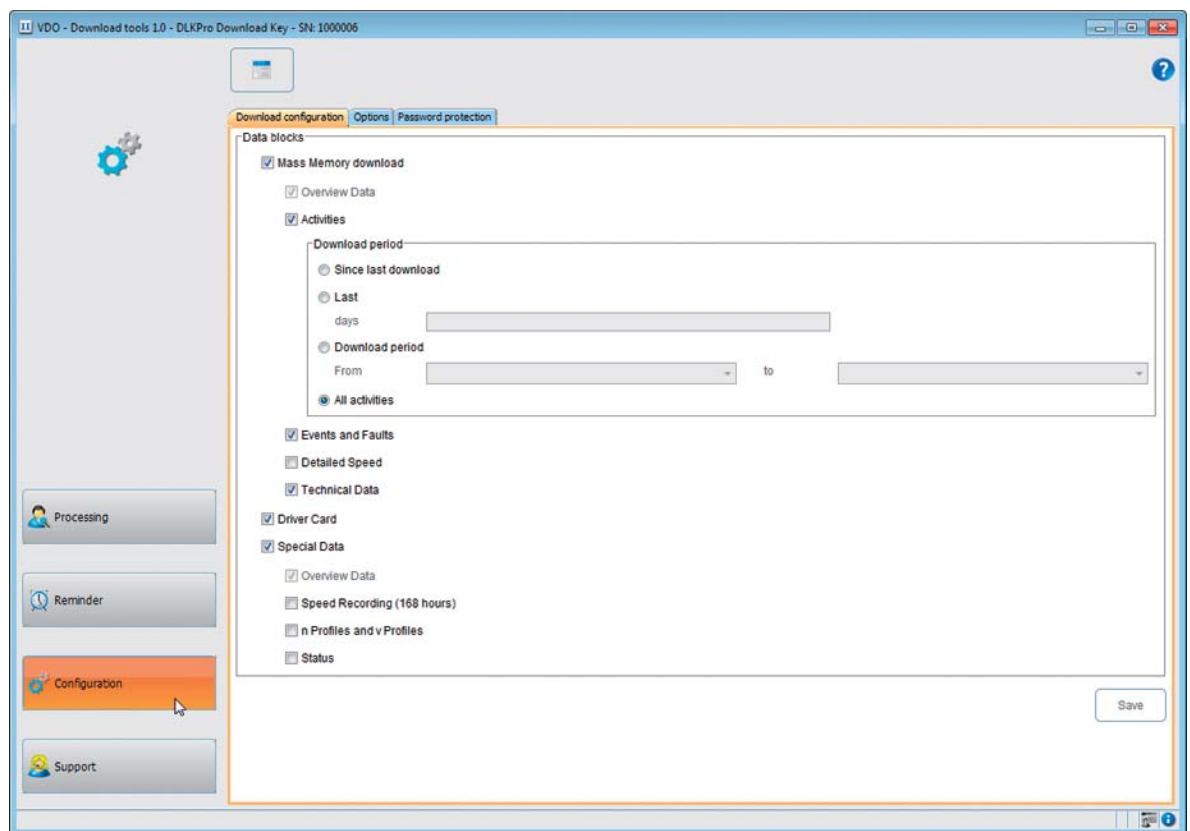 VDO - Download tools 1.0 - DLKPro Download Key - SN: 1000006
Download configuration Options Password protection
Data blocks
Mass Memory download
Overview Data
Activities
Download period
Since last download
Last
days
Download period
From to
All activities
Events and Faults
Detailed Speed
Technical Data
Driver Card
Special Data
Overview Data
Speed Recording (168 hours)
n Profiles and v Profiles
Status
Save
Processing
Reminder
Configuration
Support